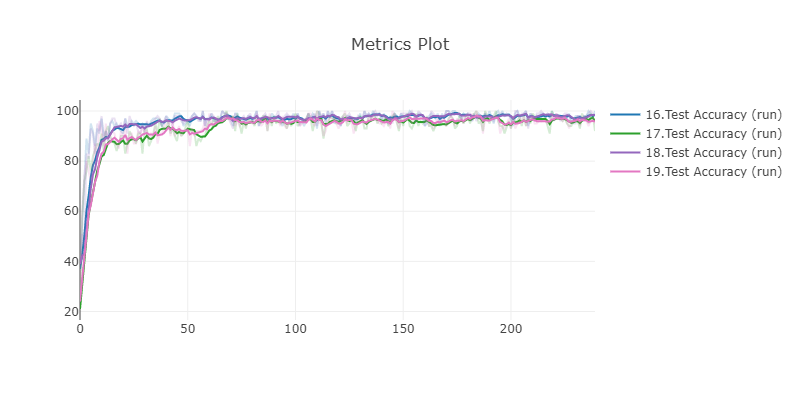 Metrics Plot
100
80
60
40
20
0
50
100
150
200
16.Test Accuracy (run)
17.Test Accuracy (run)
18.Test Accuracy (run)
19.Test Accuracy (run)